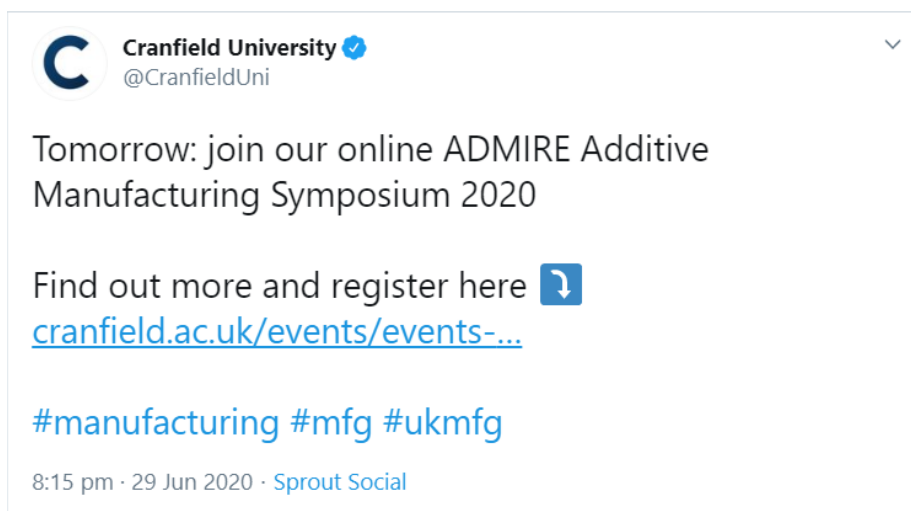 Cranfield University
@CranfieldUni
Tomorrow: join our online ADMIRE Additive
Manufacturing Symposium 2020
Find out more and register here ⤵
cranfield.ac.uk/events/events-...
#manufacturing #mfg #ukmfg
8:15 pm · 29 Jun 2020 · Sprout Social